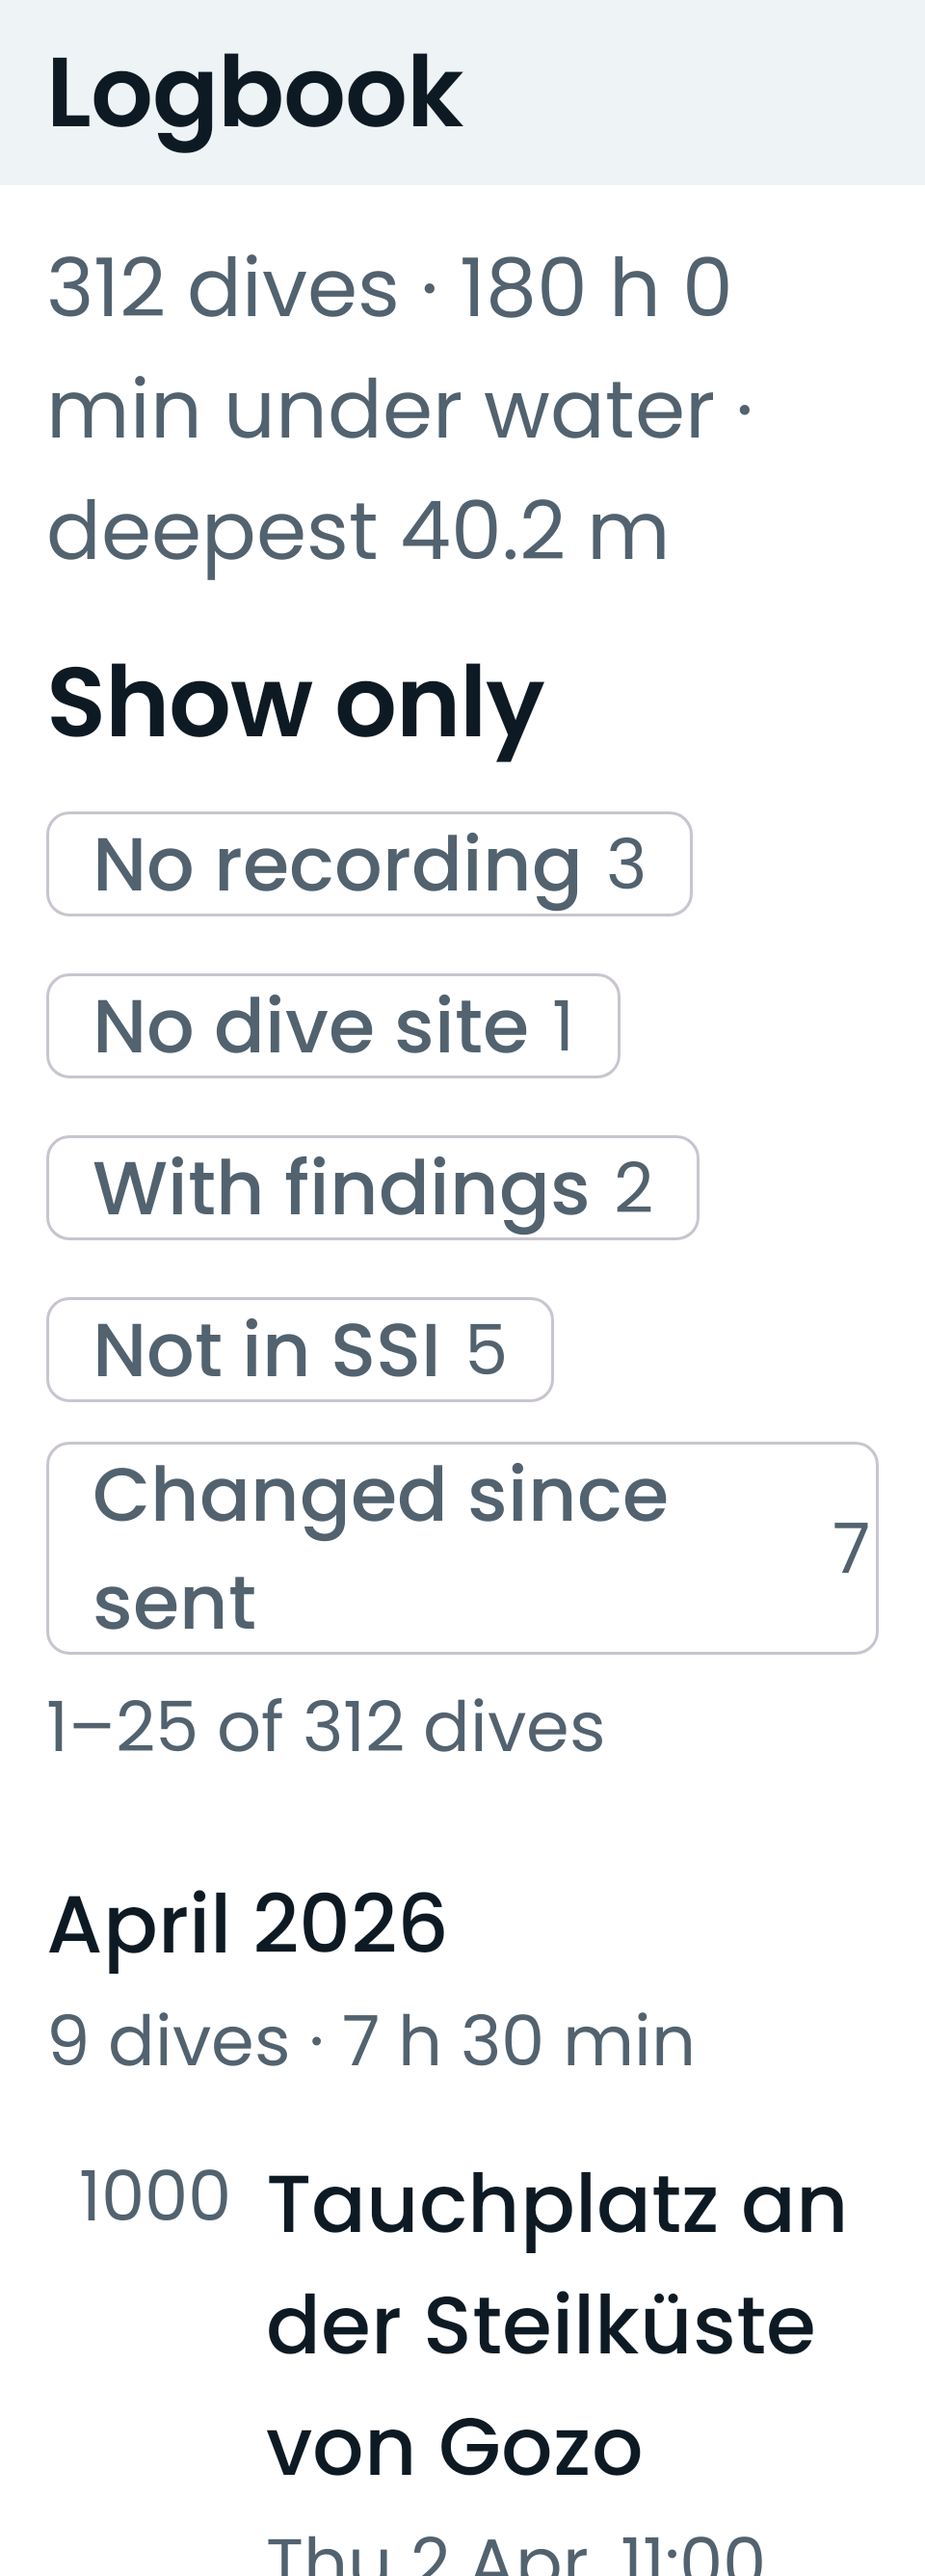 Logbook
312 dives · 180 h 0
min under water ·
deepest 40.2 m
Show only
No recording 3
No dive site 1
With findings 2
Not in SSI 5
Changed since
sent
7
1–25 of 312 dives
April 2026
9 dives · 7 h 30 min
1000 Tauchplatz an
der Steilküste
von Gozo
Thu 2 Apr, 11:00